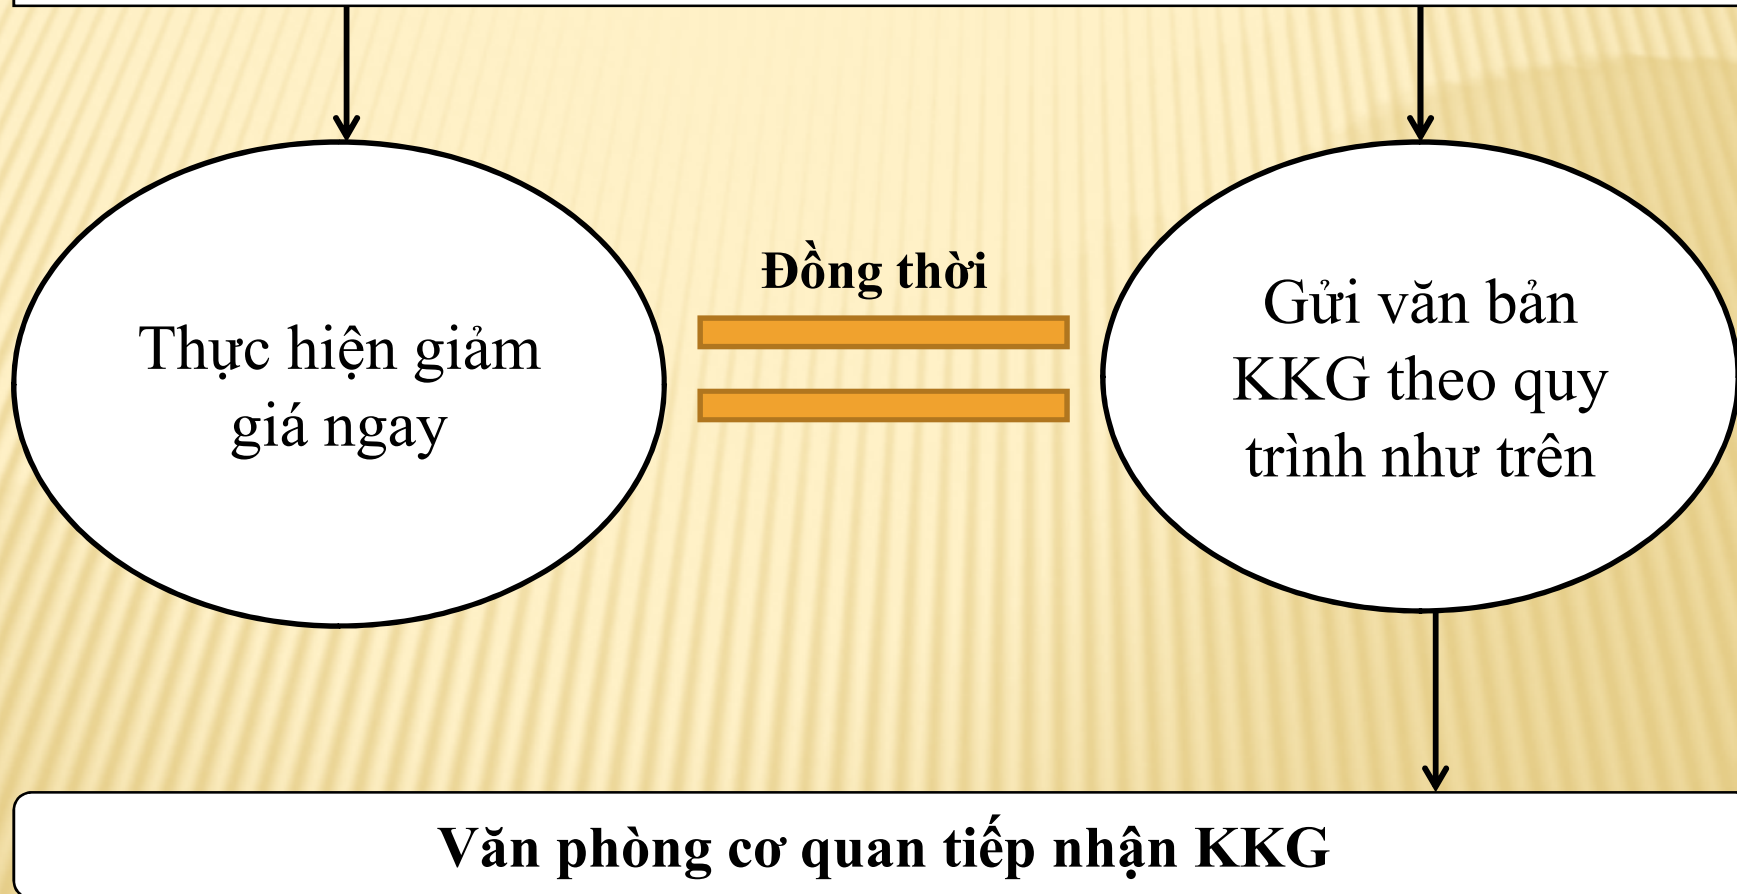 Đồng thời
Thực hiện giảm
giá ngay
Gửi văn bản
KKG theo quy
trình như trên
Văn phòng cơ quan tiếp nhận KKG